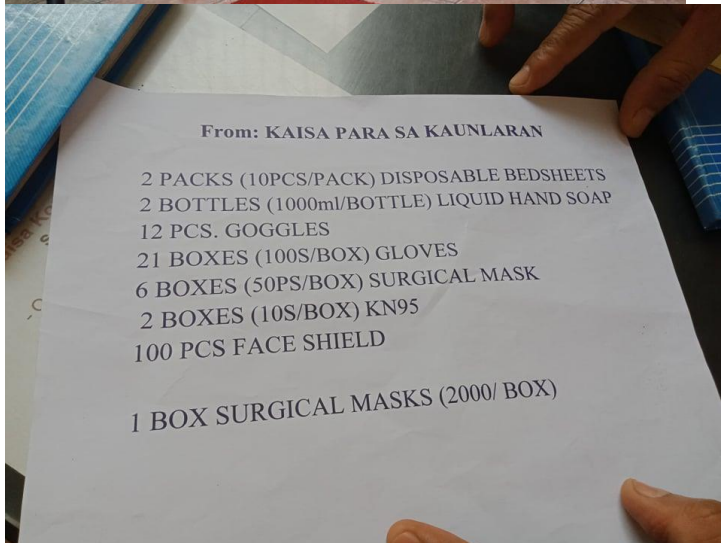 From: KAISA PARA SA KAUNLARAN
2 PACKS (10PCS/PACK) DISPOSABLE BEDSHEETS
2 BOTTLES (1000ml/BOTTLE) LIQUID HAND SOAP
12 PCS. GOGGLES
21 BOXES (100S/BOX) GLOVES
6 BOXES (50PS/BOX) SURGICAL MASK
2 BOXES (10S/BOX) KN95
100 PCS FACE SHIELD
1 BOX SURGICAL MASKS (2000/ BOX)